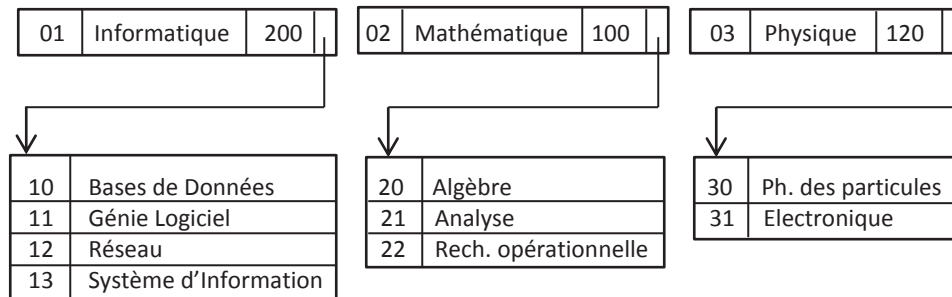 01 Informatique 200
02 Mathématique 100
03 Physique 120
10 Bases de Données
11 Génie Logiciel
12 Réseau
13 Système d’Information
20 Algèbre
21 Analyse
22 Rech. opérationnelle
30 Ph. des particules
31 Electronique